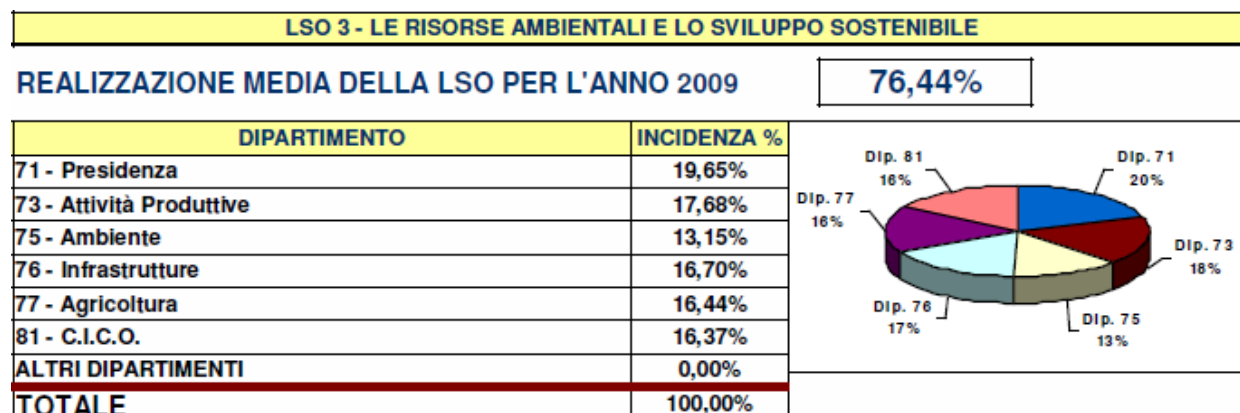 LSO 3 - LE RISORSE AMBIENTALI E LO SVILUPPO SOSTENIBILE
REALIZZAZIONE MEDIA DELLA LSO PER L'ANNO 2009 76,44%
DIPARTIMENTO INCIDENZA %
71 - Presidenza 19,65%
73 - Attività Produttive 17,68%
75 - Ambiente 13,15%
76 - Infrastrutture 16,70%
77 - Agricoltura 16,44%
81 - C.I.C.O. 16,37%
ALTRI DIPARTIMENTI 0,00%
TOTALE 100,00%
Dip. 81
16%
Dip. 71
20%
Dip. 77
16%
Dip. 73
18%
Dip. 76
17%
Dip. 75
13%